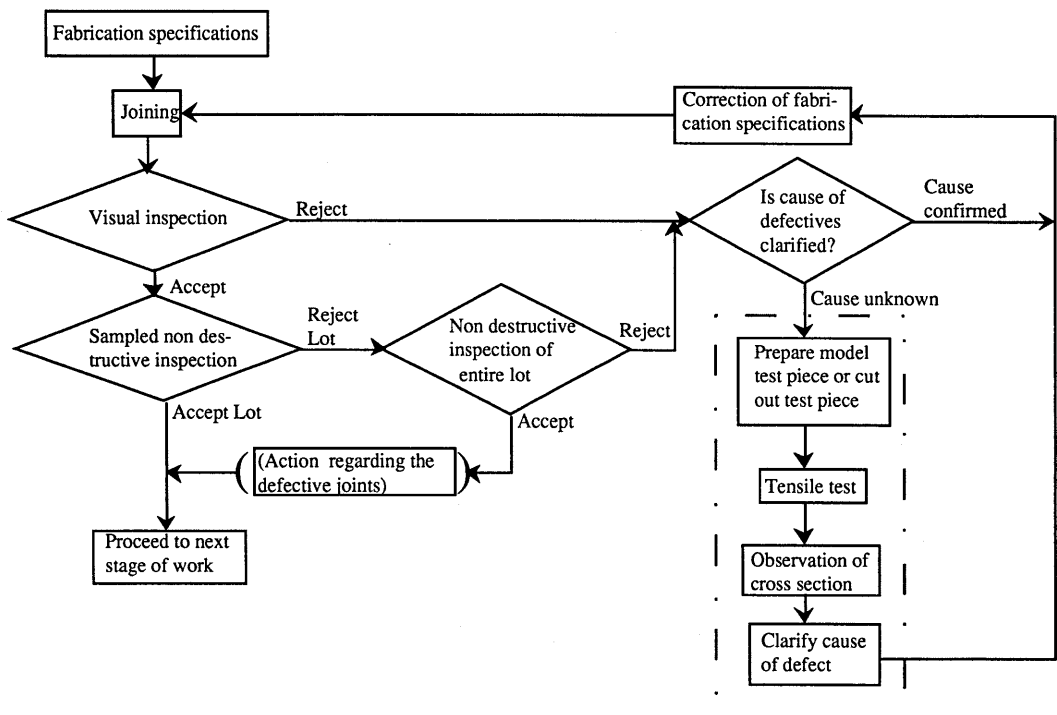 Fabrication specifications
Joining
Correction of fabri-
cation specifications
Visual inspection
Reject
Is cause of
defectives
clarified?
Cause
confirmed
Accept
Cause unknown
Sampled non des-
tructive inspection
Reject
Lot
Non destructive
inspection of
entire lot
Reject
Prepare model
test piece or cut
out test piece
Accept Lot
Accept
(Action regarding the
defective joints)
Tensile test
Proceed to next
stage of work
Observation of
cross section
Clarify cause
of defect